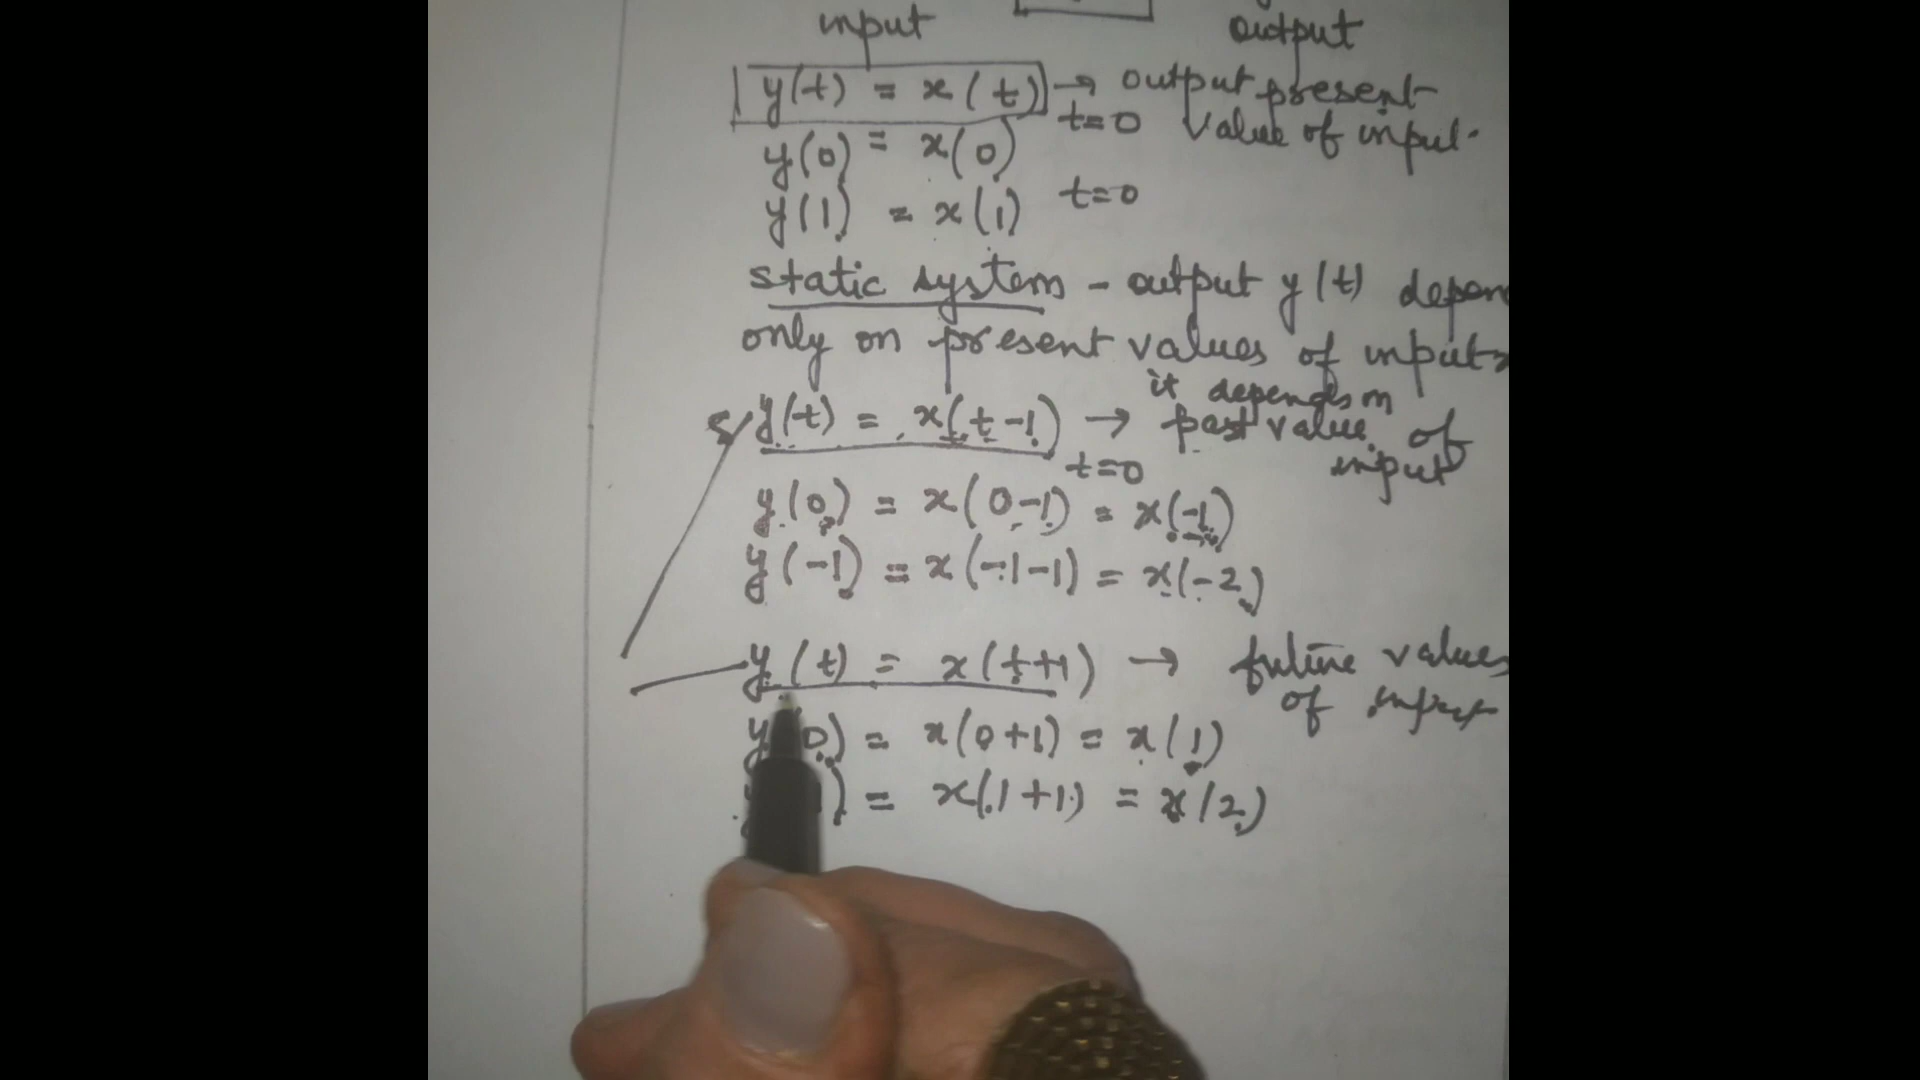 input output
y(t) = x(t) → output present
t=0 value of input.
y(0) = x(0)
y(1) = x(1) t=0
static system - output y(t) depen
only on present values of inputs
it depends on
y(t) = x(t-1) → past value of
t=0 input
y(0) = x(0-1) = x(-1)
y(-1) = x(-1-1) = x(-2)
y(t) = x(t+1) → future values
of input
y(0) = x(0+1) = x(1)
) = x(1+1) = x(2)